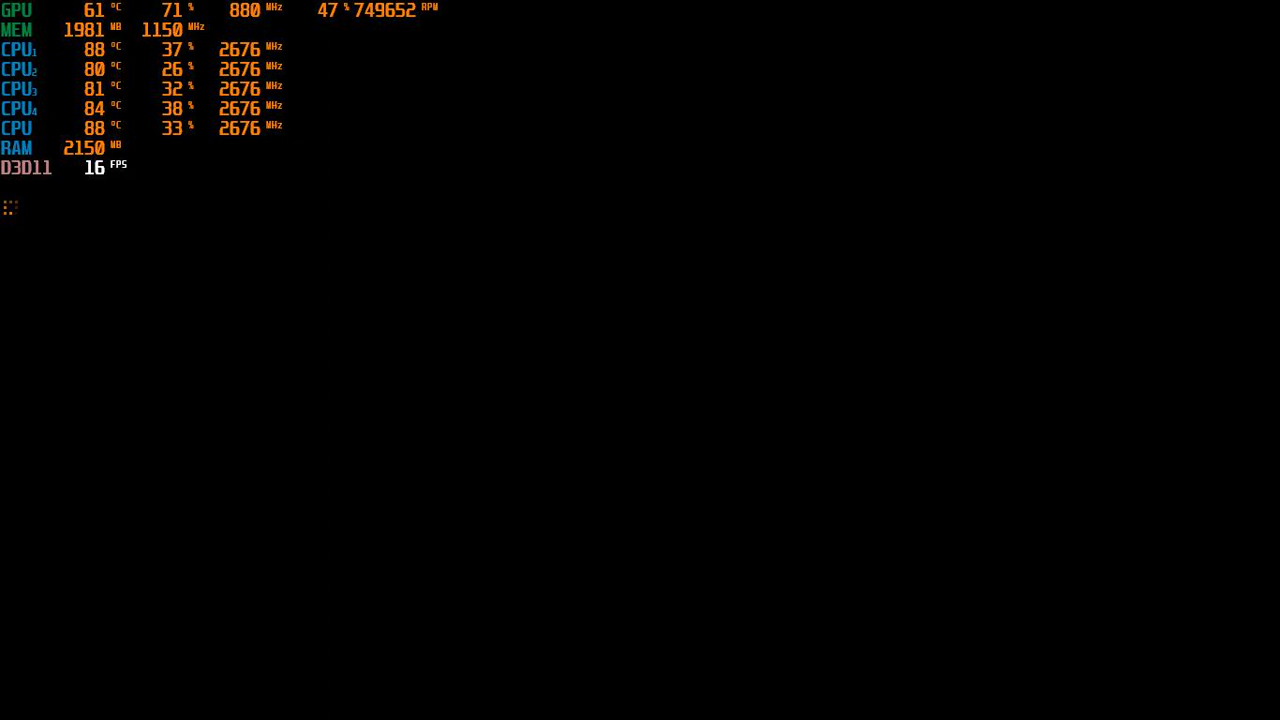 GPU 61 °C 71 % 880 MHz 47 % 749652 RPM
MEM 1981 MB 1150 MHz
CPU1 88 °C 37 % 2676 MHz
CPU2 80 °C 26 % 2676 MHz
CPU3 81 °C 32 % 2676 MHz
CPU4 84 °C 38 % 2676 MHz
CPU 88 °C 33 % 2676 MHz
RAM 2150 MB
D3D11 16 FPS